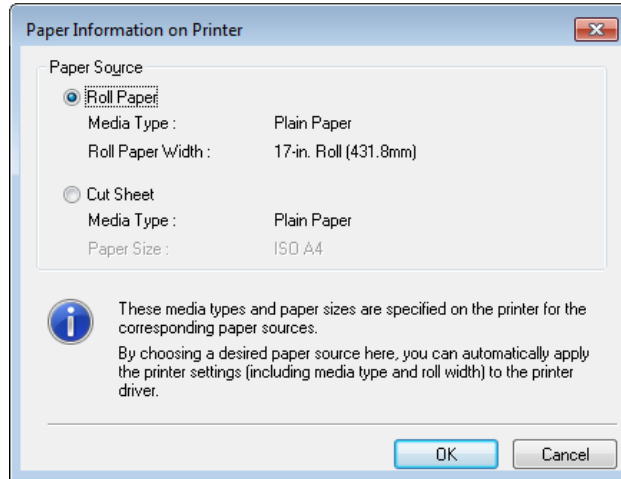 Paper Information on Printer
Paper Source
Roll Paper
Media Type : Plain Paper
Roll Paper Width : 17-in. Roll (431.8mm)
Cut Sheet
Media Type : Plain Paper
Paper Size : ISO A4
These media types and paper sizes are specified on the printer for the
corresponding paper sources.
By choosing a desired paper source here, you can automatically apply
the printer settings (including media type and roll width) to the printer
driver.
OK Cancel